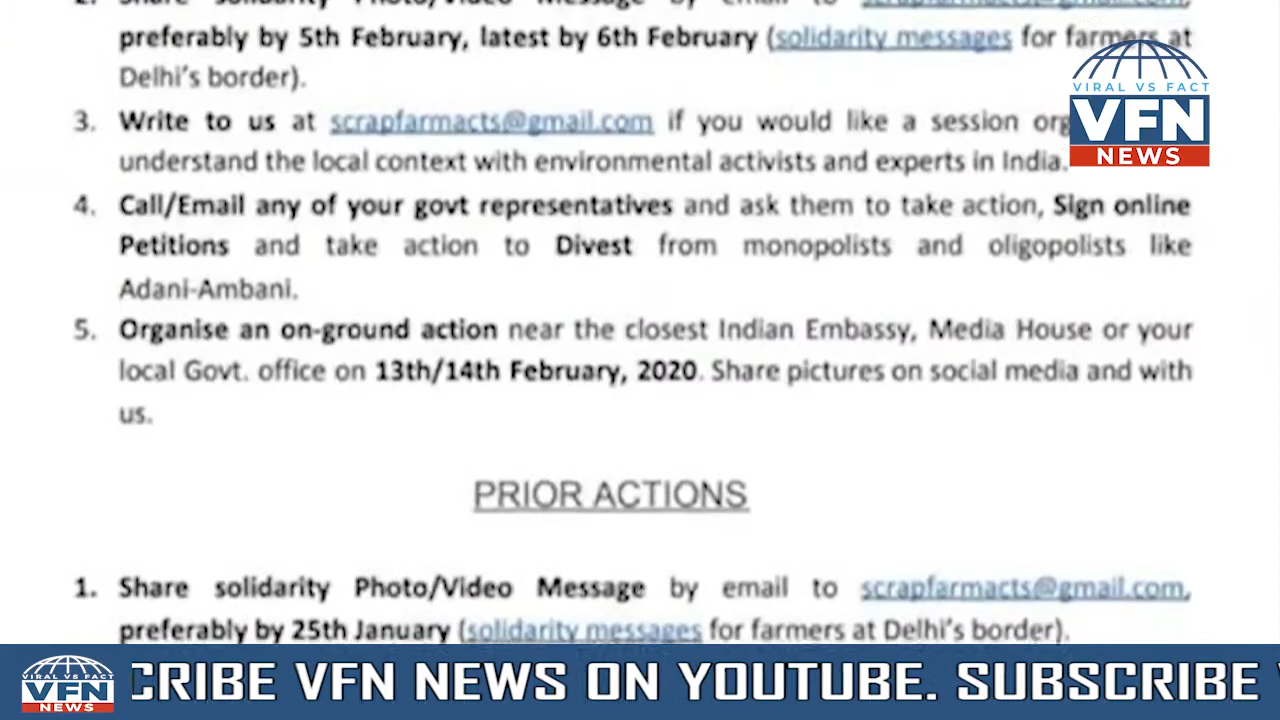 2. Share solidarity Photo/Video Message by email to scrapfarmacts@gmail.com,
preferably by 5th February, latest by 6th February (solidarity messages for farmers at
Delhi's border).
3. Write to us at scrapfarmacts@gmail.com if you would like a session
understand the local context with environmental activists and experts in India.
4. Call/Email any of your govt representatives and ask them to take action, Sign online
Petitions and take action to Divest from monopolists and oligopolists like
Adani-Ambani.
5. Organise an on-ground action near the closest Indian Embassy, Media House or your
local Govt. office on 13th/14th February, 2020. Share pictures on social media and with
us.
PRIOR ACTIONS
1. Share solidarity Photo/Video Message by email to scrapfarmacts@gmail.com,
preferably by 25th January (solidarity messages for farmers at Delhi's border).
VIRAL VS FACT
VFN
NEWS
VIRAL VS FACT
VFN
NEWS
CRIBE VFN NEWS ON YOUTUBE. SUBSCRIBE